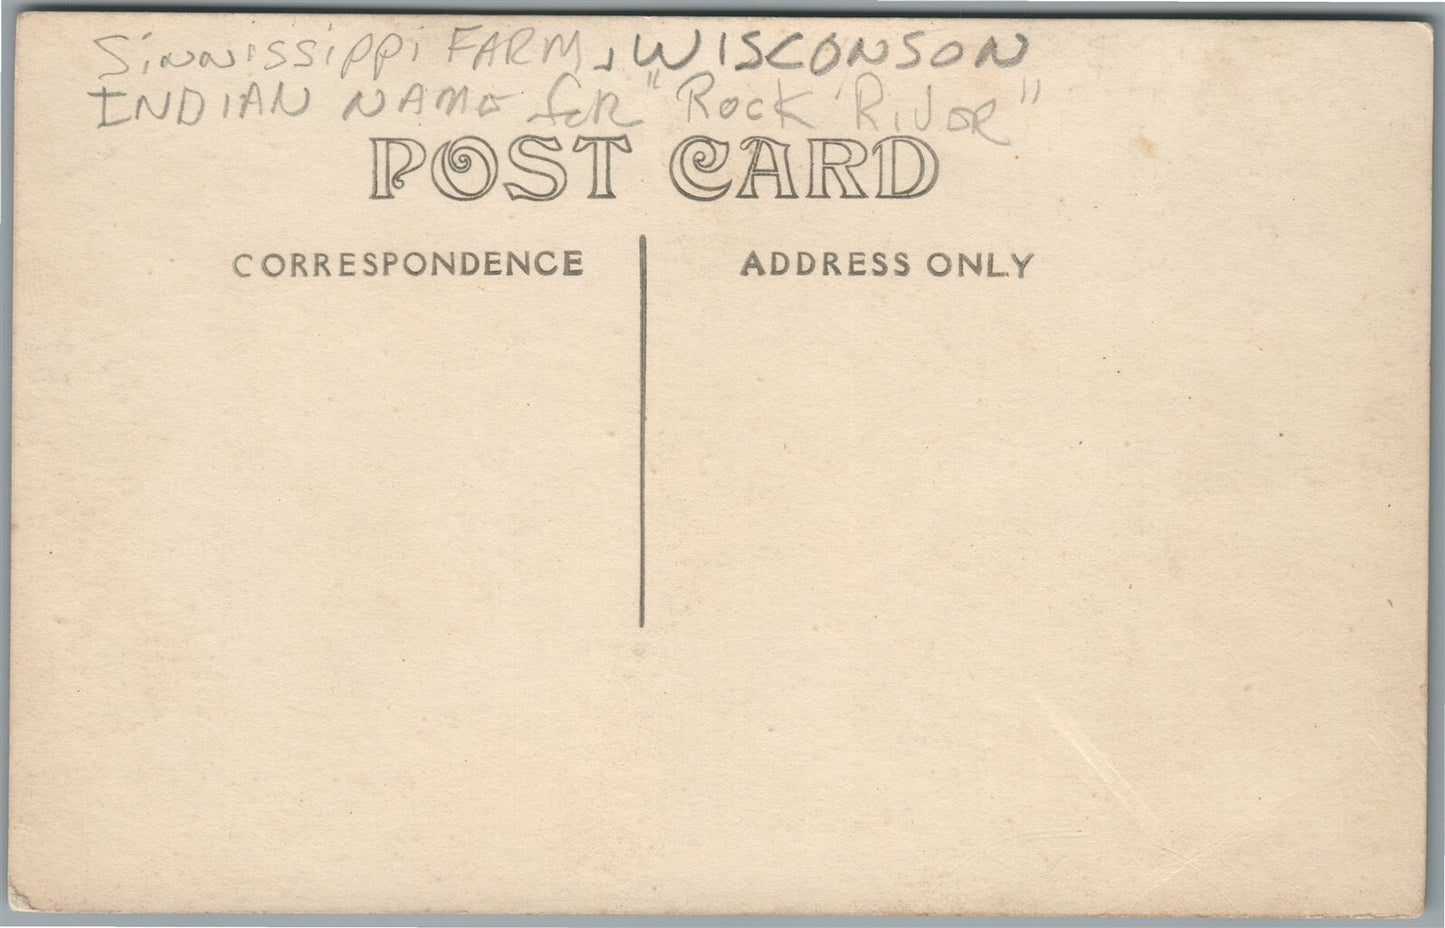 Sinnissippi FARM, WISCONSON
INDIAN NAME for "Rock River"
POST CARD
CORRESPONDENCE
ADDRESS ONLY